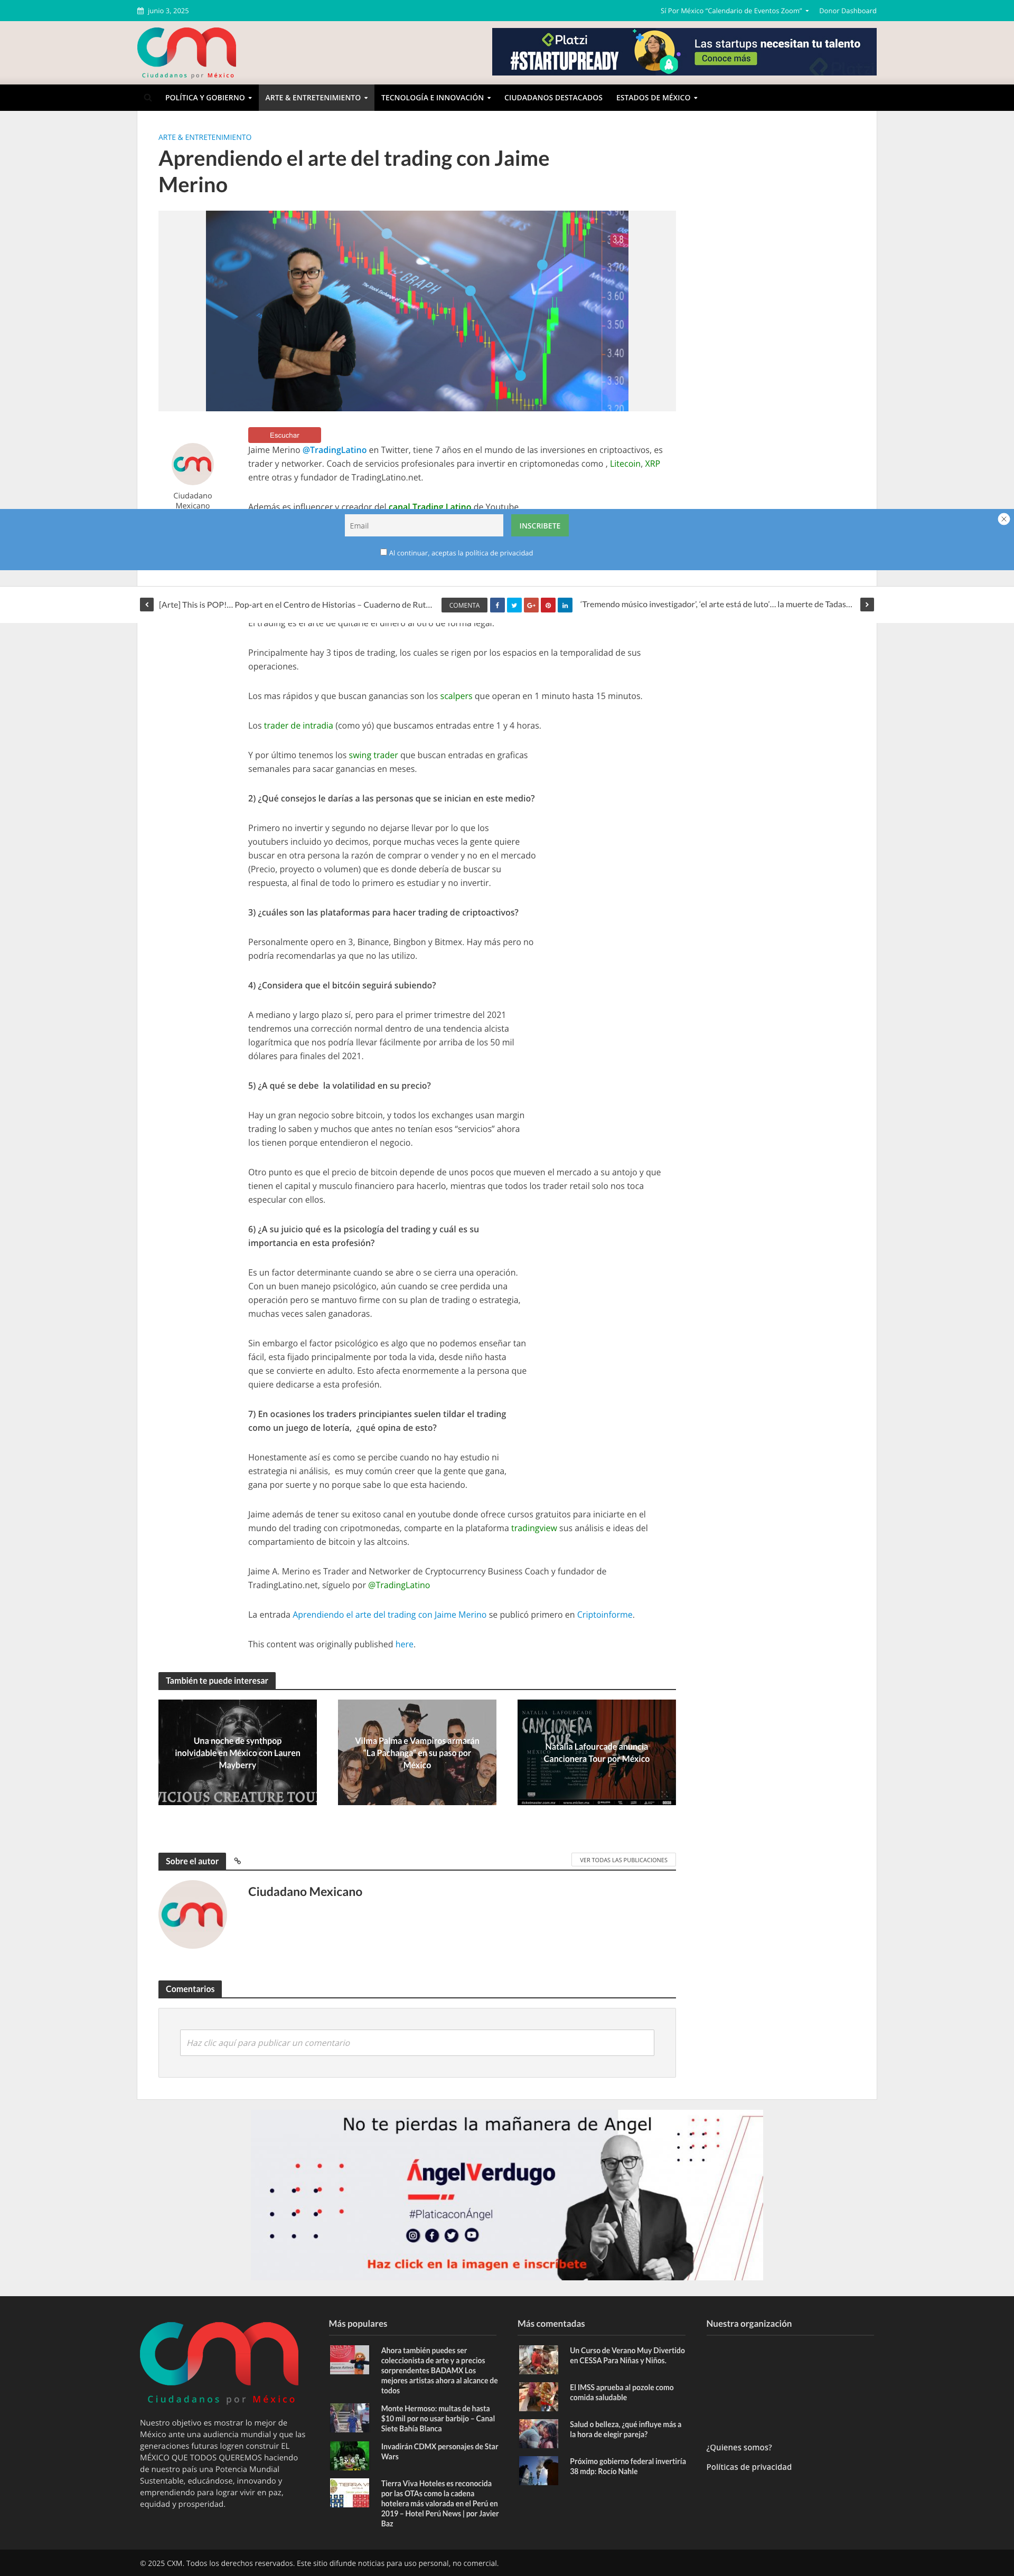 junio 3, 2025
Sí Por México "Calendario de Eventos Zoom"
Donor Dashboard
Ciudadanos por México
Platzi
#STARTUPREADY
Las startups necesitan tu talento
Conoce más
POLÍTICA Y GOBIERNO
ARTE & ENTRETENIMIENTO
TECNOLOGÍA E INNOVACIÓN
CIUDADANOS DESTACADOS
ESTADOS DE MÉXICO
ARTE & ENTRETENIMIENTO
Aprendiendo el arte del trading con Jaime
Merino
GRAPH
3.90
3.8
3.70
3.60
3.50
3.40
3.30
3.20
Escuchar
Ciudadano
Mexicano
Jaime Merino @TradingLatino en Twitter, tiene 7 años en el mundo de las inversiones en criptoactivos, es
trader y networker. Coach de servicios profesionales para invertir en criptomonedas como , Litecoin, XRP
entre otras y fundador de TradingLatino.net.
Además es influencer y creador del canal Trading Latino de Youtube.
Email
INSCRIBETE
Al continuar, aceptas la política de privacidad
[Arte] This is POP!… Pop-art en el Centro de Historias – Cuaderno de Rut...
COMENTA
'Tremendo músico investigador', 'el arte está de luto'… la muerte de Tadas...
El trading es el arte de quitarle el dinero al otro de forma legal.
Principalmente hay 3 tipos de trading, los cuales se rigen por los espacios en la temporalidad de sus
operaciones.
Los mas rápidos y que buscan ganancias son los scalpers que operan en 1 minuto hasta 15 minutos.
Los trader de intradia (como yó) que buscamos entradas entre 1 y 4 horas.
Y por último tenemos los swing trader que buscan entradas en graficas
semanales para sacar ganancias en meses.
2) ¿Qué consejos le darías a las personas que se inician en este medio?
Primero no invertir y segundo no dejarse llevar por lo que los
youtubers incluido yo decimos, porque muchas veces la gente quiere
buscar en otra persona la razón de comprar o vender y no en el mercado
(Precio, proyecto o volumen) que es donde debería de buscar su
respuesta, al final de todo lo primero es estudiar y no invertir.
3) ¿cuáles son las plataformas para hacer trading de criptoactivos?
Personalmente opero en 3, Binance, Bingbon y Bitmex. Hay más pero no
podría recomendarlas ya que no las utilizo.
4) ¿Considera que el bitcóin seguirá subiendo?
A mediano y largo plazo sí, pero para el primer trimestre del 2021
tendremos una corrección normal dentro de una tendencia alcista
logarítmica que nos podría llevar fácilmente por arriba de los 50 mil
dólares para finales del 2021.
5) ¿A qué se debe  la volatilidad en su precio?
Hay un gran negocio sobre bitcoin, y todos los exchanges usan margin
trading lo saben y muchos que antes no tenían esos “servicios” ahora
los tienen porque entendieron el negocio.
Otro punto es que el precio de bitcoin depende de unos pocos que mueven el mercado a su antojo y que
tienen el capital y musculo financiero para hacerlo, mientras que todos los trader retail solo nos toca
especular con ellos.
6) ¿A su juicio qué es la psicología del trading y cuál es su
importancia en esta profesión?
Es un factor determinante cuando se abre o se cierra una operación.
Con un buen manejo psicológico, aún cuando se cree perdida una
operación pero se mantuvo firme con su plan de trading o estrategia,
muchas veces salen ganadoras.
Sin embargo el factor psicológico es algo que no podemos enseñar tan
fácil, esta fijado principalmente por toda la vida, desde niño hasta
que se convierte en adulto. Esto afecta enormemente a la persona que
quiere dedicarse a esta profesión.
7) En ocasiones los traders principiantes suelen tildar el trading
como un juego de lotería,  ¿qué opina de esto?
Honestamente así es como se percibe cuando no hay estudio ni
estrategia ni análisis,  es muy común creer que la gente que gana,
gana por suerte y no porque sabe lo que esta haciendo.
Jaime además de tener su exitoso canal en youtube donde ofrece cursos gratuitos para iniciarte en el
mundo del trading con cripotmonedas, comparte en la plataforma tradingview sus análisis e ideas del
compartamiento de bitcoin y las altcoins.
Jaime A. Merino es Trader and Networker de Cryptocurrency Business Coach y fundador de
TradingLatino.net, síguelo por @TradingLatino
La entrada Aprendiendo el arte del trading con Jaime Merino se publicó primero en Criptoinforme.
This content was originally published here.
También te puede interesar
Una noche de synthpop
inolvidable en México con Lauren
Mayberry
VICIOUS CREATURE TOUR
Vilma Palma e Vampiros armarán
"La Pachanga" en su paso por
México
NATALIA LAFOURCADE
CANCIONERA
TOUR
Natalia Lafourcade anuncia
Cancionera Tour por México
Sobre el autor
VER TODAS LAS PUBLICACIONES
Ciudadano Mexicano
Comentarios
Haz clic aquí para publicar un comentario
No te pierdas la mañanera de Angel
ÁngelVerdugo
#PlaticaconÁngel
Haz click en la imagen e inscríbete
Ciudadanos por México
Nuestro objetivo es mostrar lo mejor de
México ante una audiencia mundial y que las
generaciones futuras logren construir EL
MÉXICO QUE TODOS QUEREMOS haciendo
de nuestro país una Potencia Mundial
Sustentable, educándose, innovando y
emprendiendo para lograr vivir en paz,
equidad y prosperidad.
Más populares
Ahora también puedes ser
coleccionista de arte y a precios
sorprendentes BADAMX Los
mejores artistas ahora al alcance de
todos
Monte Hermoso: multas de hasta
$10 mil por no usar barbijo – Canal
Siete Bahía Blanca
Invadirán CDMX personajes de Star
Wars
Tierra Viva Hoteles es reconocida
por las OTAs como la cadena
hotelera más valorada en el Perú en
2019 – Hotel Perú News | por Javier
Baz
Más comentadas
Un Curso de Verano Muy Divertido
en CESSA Para Niñas y Niños.
El IMSS aprueba al pozole como
comida saludable
Salud o belleza, ¿qué influye más a
la hora de elegir pareja?
Próximo gobierno federal invertiría
38 mdp: Rocío Nahle
Nuestra organización
¿Quienes somos?
Políticas de privacidad
© 2025 CXM. Todos los derechos reservados. Este sitio difunde noticias para uso personal, no comercial.